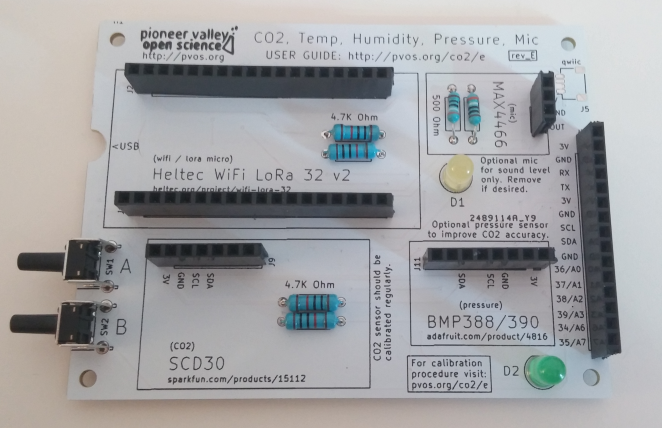 pioneer valley
open science
http://pvos.org
CO2, Temp, Humidity, Pressure, Mic
USER GUIDE: http://pvos.org/co2/e
rev_E
qwiic
J5
<USB
4.7K Ohm
(wifi / lora micro)
Heltec WiFi LoRa 32 v2
heltec.org/project/wifi-lora-32
500 Ohm
(mic)
MAX4466
OUT
D1
Optional mic
for sound level
only. Remove
if desired.
2489114A_Y9
Optional pressure sensor
to improve CO2 accuracy.
3V
GND
RX
TX
3V
GND
SCL
SDA
GND
36/A0
37/A1
38/A2
39/A3
34/A6
35/A7
SW1
A
SW2
B
J9
3V
GND
SCL
SDA
4.7K Ohm
(CO2)
SCD30
sparkfun.com/products/15112
CO2 sensor should be
calibrated regularly.
J11
SDA
SCL
GND
3V
(pressure)
BMP388/390
adafruit.com/product/4816
For calibration
procedure visit:
pvos.org/co2/e
D2